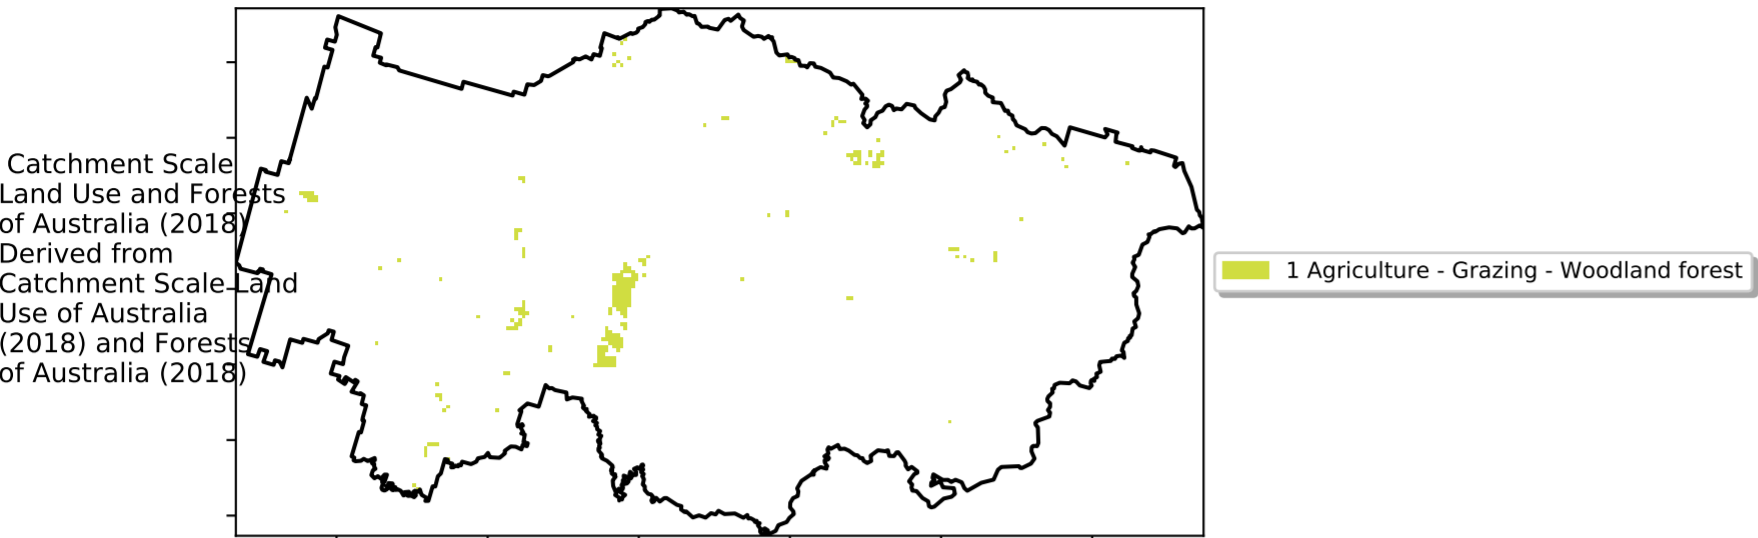 Catchment Scale
Land Use and Forests
of Australia (2018)
Derived from
Catchment Scale Land
Use of Australia
(2018) and Forests
of Australia (2018)
1 Agriculture - Grazing - Woodland forest